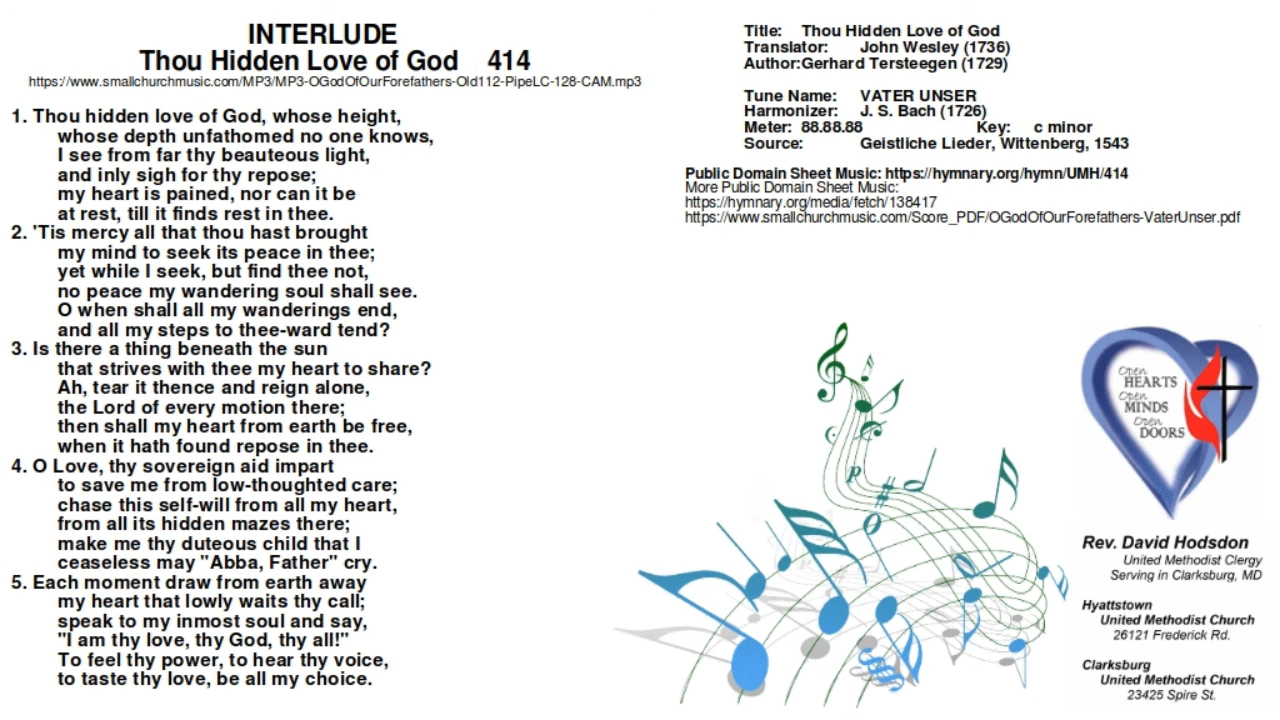 INTERLUDE
Thou Hidden Love of God 414
https://www.smallchurchmusic.com/MP3/MP3-OGodOfOurForefathers-Old112-PipeLC-128-CAM.mp3
1. Thou hidden love of God, whose height,
whose depth unfathomed no one knows,
I see from far thy beauteous light,
and inly sigh for thy repose;
my heart is pained, nor can it be
at rest, till it finds rest in thee.
2. 'Tis mercy all that thou hast brought
my mind to seek its peace in thee;
yet while I seek, but find thee not,
no peace my wandering soul shall see.
O when shall all my wanderings end,
and all my steps to thee-ward tend?
3. Is there a thing beneath the sun
that strives with thee my heart to share?
Ah, tear it thence and reign alone,
the Lord of every motion there;
then shall my heart from earth be free,
when it hath found repose in thee.
4. O Love, thy sovereign aid impart
to save me from low-thoughted care;
chase this self-will from all my heart,
from all its hidden mazes there;
make me thy duteous child that I
ceaseless may "Abba, Father" cry.
5. Each moment draw from earth away
my heart that lowly waits thy call;
speak to my inmost soul and say,
"I am thy love, thy God, thy all!"
To feel thy power, to hear thy voice,
to taste thy love, be all my choice.
Title: Thou Hidden Love of God
Translator: John Wesley (1736)
Author:Gerhard Tersteegen (1729)
Tune Name: VATER UNSER
Harmonizer: J. S. Bach (1726)
Meter: 88.88.88 Key: c minor
Source: Geistliche Lieder, Wittenberg, 1543
Public Domain Sheet Music: https://hymnary.org/hymn/UMH/414
More Public Domain Sheet Music:
https://hymnary.org/media/fetch/138417
https://www.smallchurchmusic.com/Score_PDF/OGodOfOurForefathers-VaterUnser.pdf
p
Open
HEARTS
Open
MINDS
Open
DOORS
Rev. David Hodsdon
United Methodist Clergy
Serving in Clarksburg, MD
Hyattstown
United Methodist Church
26121 Frederick Rd.
Clarksburg
United Methodist Church
23425 Spire St.